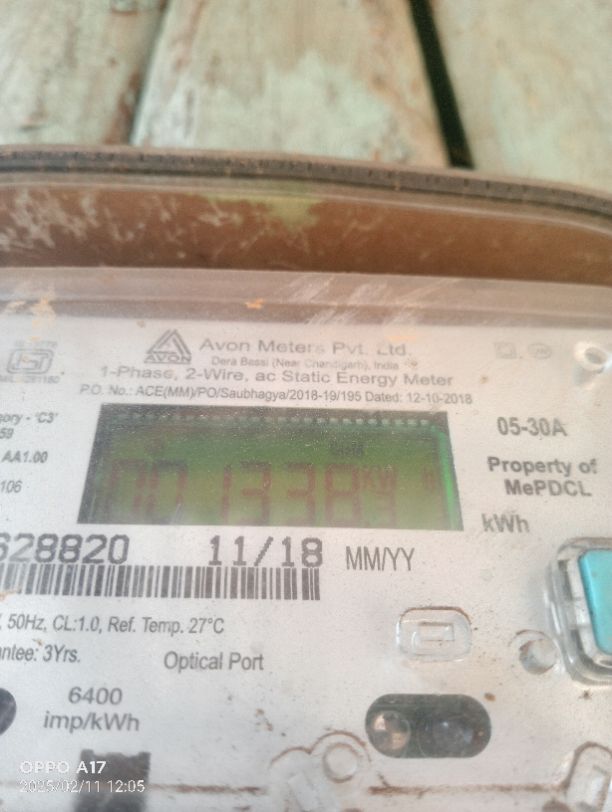 AVON
Avon Meters Pvt. Ltd.
Dera Bassi (Near Chandigarh), India
1-Phase, 2-Wire, ac Static Energy Meter
P.O. No.: ACE(MM)/PO/Saubhagya/2018-19/195 Dated: 12-10-2018
gory - 'C3'
59
AA1.00
106
05-30A
Property of
MePDCL
001338
kWh
628820 11/18 MM/YY
, 50Hz, CL:1.0, Ref. Temp. 27°C
antee: 3Yrs.
Optical Port
6400
imp/kWh
OPPO A17
2025/02/11 12:05